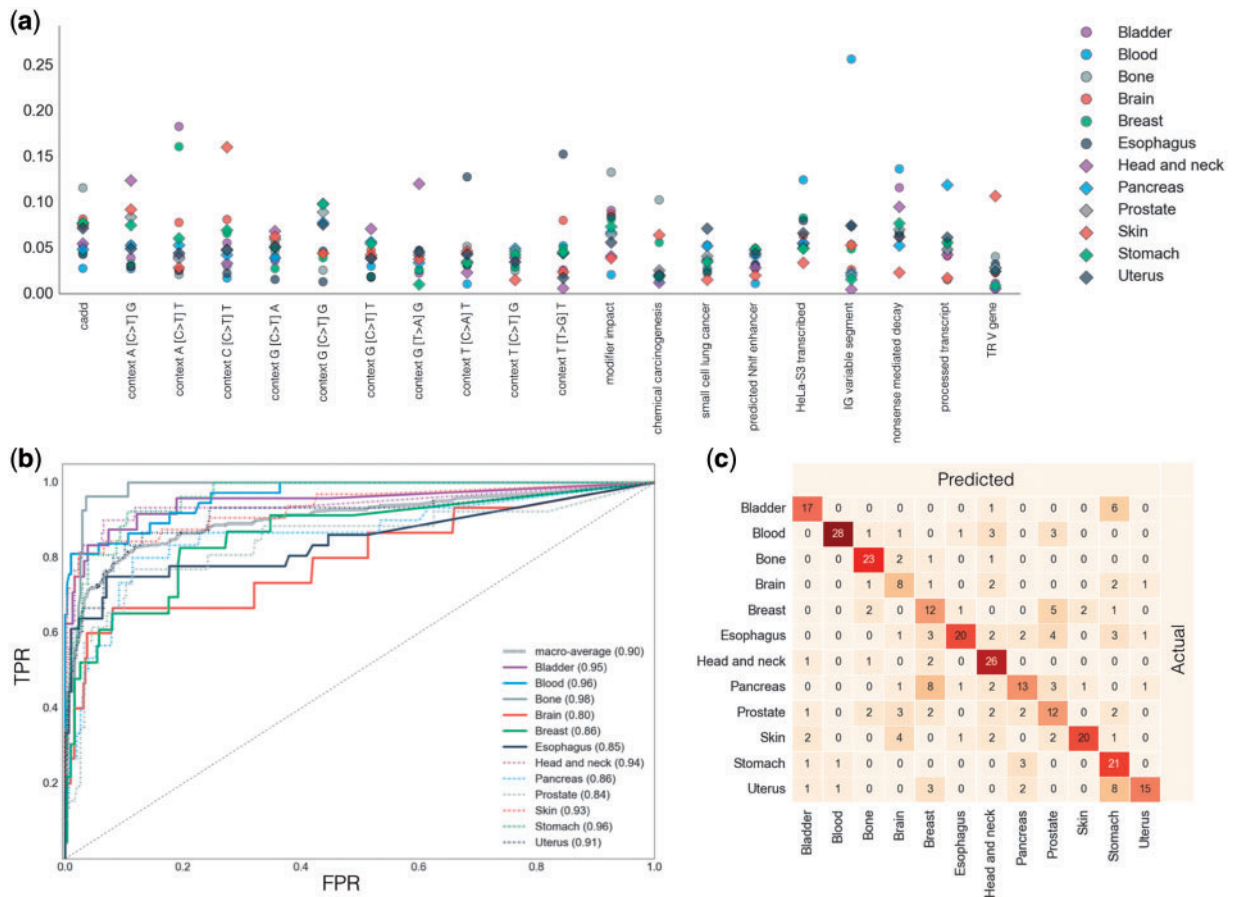 (a)
0.25
0.20
0.15
0.10
0.05
0.00
cadd
context A [C>T] G
context A [C>T] T
context C [C>T] T
context G [C>T] A
context G [C>T] G
context G [C>T] T
context G [T>A] G
context T [C>A] T
context T [C>T] G
context T [T>G] T
modifier impact
chemical carcinogenesis
small cell lung cancer
predicted Nhlf enhancer
HeLa-S3 transcribed
IG variable segment
nonsense mediated decay
processed transcript
TR V gene
Bladder
Blood
Bone
Brain
Breast
Esophagus
Head and neck
Pancreas
Prostate
Skin
Stomach
Uterus
(b)
TPR
1.0
0.8
0.6
0.4
0.2
0.0 0.2 0.4 0.6 0.8 1.0
FPR
macro-average (0.90)
Bladder (0.95)
Blood (0.96)
Bone (0.98)
Brain (0.80)
Breast (0.86)
Esophagus (0.85)
Head and neck (0.94)
Pancreas (0.86)
Prostate (0.84)
Skin (0.93)
Stomach (0.96)
Uterus (0.91)
(c)
Predicted
Actual
Bladder 17 0 0 0 0 0 1 0 0 0 6 0
Blood 0 28 1 1 0 1 3 0 3 0 0 0
Bone 0 0 23 2 1 0 1 0 0 0 0 0
Brain 0 0 1 8 1 0 2 0 0 0 2 1
Breast 0 0 2 0 12 1 0 0 5 2 1 0
Esophagus 0 0 0 1 3 20 2 2 4 0 3 1
Head and neck 1 0 1 0 2 0 26 0 0 0 0 0
Pancreas 0 0 0 1 8 1 2 13 3 1 0 1
Prostate 1 0 2 3 2 0 2 2 12 0 0 0
Skin 2 0 0 4 0 1 2 0 2 20 1 0
Stomach 1 1 0 0 0 0 0 3 0 0 21 0
Uterus 1 1 0 0 3 0 0 2 0 0 8 15
Bladder
Blood
Bone
Brain
Breast
Esophagus
Head and neck
Pancreas
Prostate
Skin
Stomach
Uterus